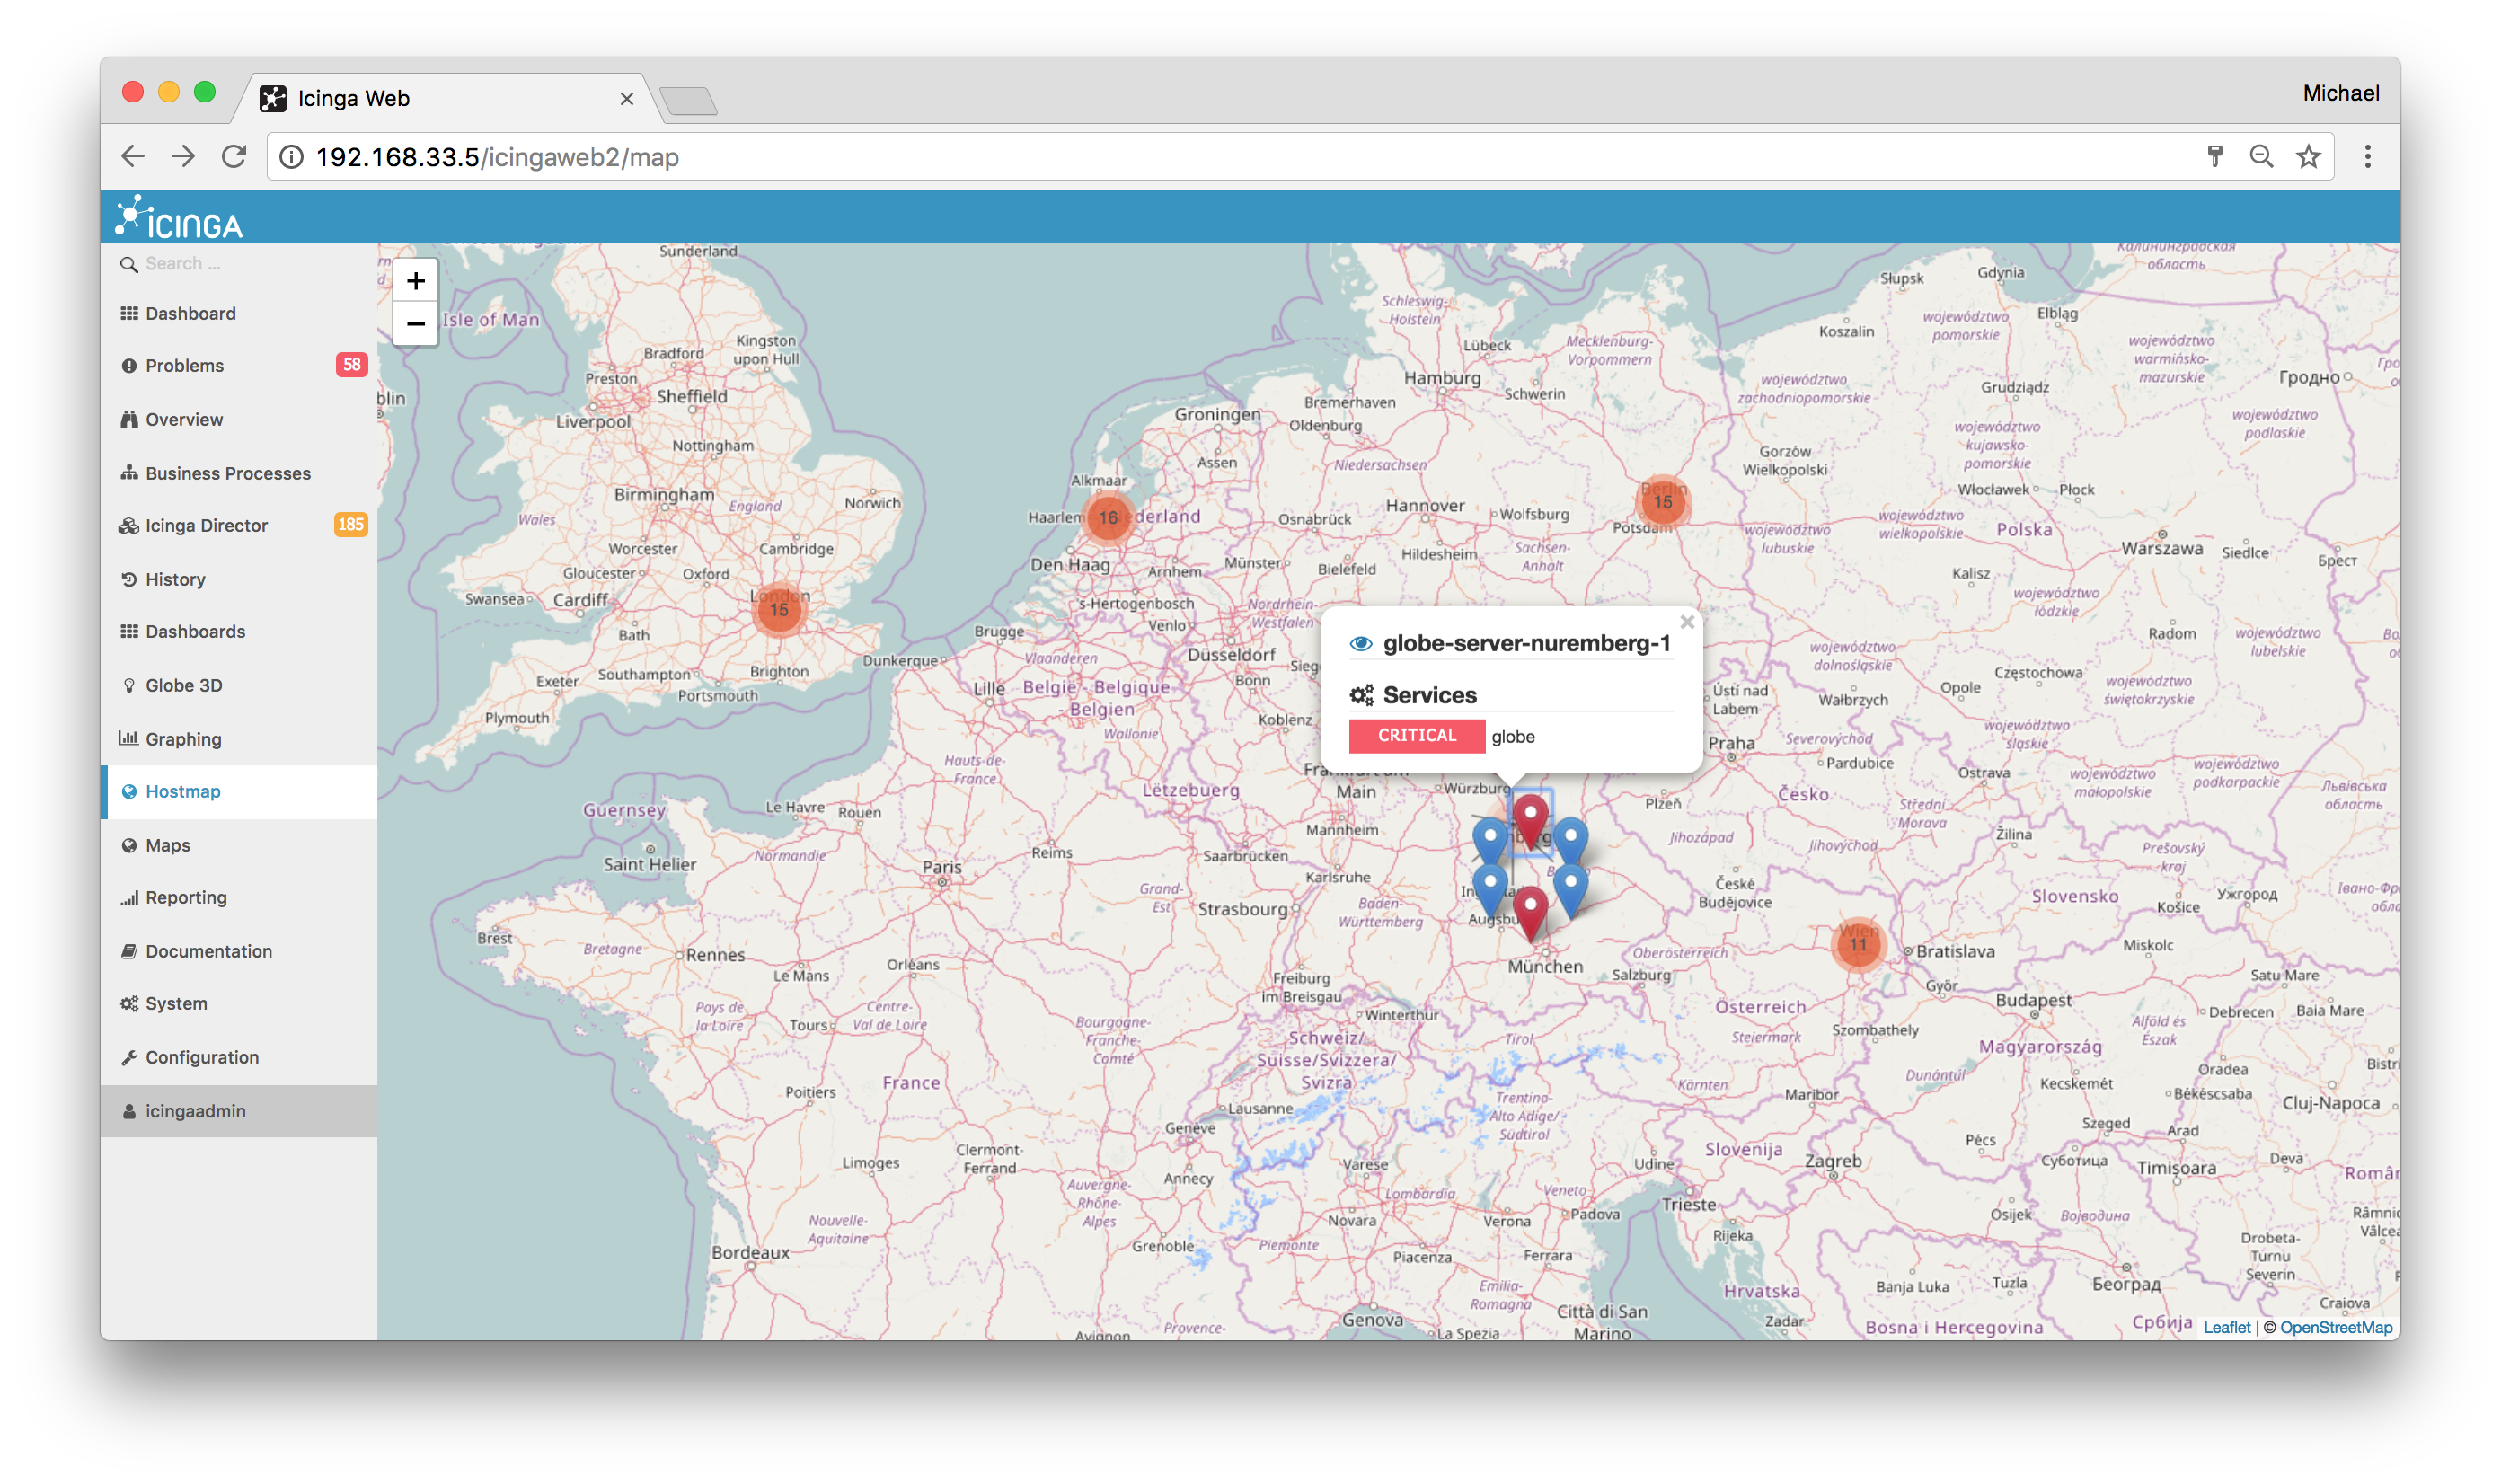 Icinga Web
Michael
192.168.33.5/icingaweb2/map
ICINGA
Search ...
Dashboard
Problems 58
Overview
Business Processes
Icinga Director 185
History
Dashboards
Globe 3D
Graphing
Hostmap
Maps
Reporting
Documentation
System
Configuration
icingaadmin
+
−
Sunderland
Isle of Man
Kingston
upon Hull
Bradford
Preston
Sheffield
Liverpool
Nottingham
Birmingham
England
Norwich
Wales
Worcester
Cambridge
Gloucester
Oxford
Swansea
Cardiff
London
15
Bath
Brighton
Exeter
Southampton
Portsmouth
Plymouth
Dunkerque
Guernsey
Saint Helier
Le Havre
Rouen
Normandie
Paris
Reims
Hauts-de-
France
Lille
Brugge
Vlaanderen
België - Belgique
- Belgien
Wallonie
Lëtzebuerg
Brest
Bretagne
Rennes
Le Mans
Orléans
Pays de
la Loire
Tours
Centre-
Val de Loire
Bourgogne-
Franche-
Comté
Grand-
Est
Strasbourg
Poitiers
France
Limoges
Clermont-
Ferrand
Auvergne-
Rhône-
Alpes
Nouvelle-
Aquitaine
Bordeaux
Grenoble
Annecy
Genève
Lausanne
Avignon
Provence-
Alkmaar
Haarlem
16
Den Haag
Arnhem
's-Hertogenbosch
Venlo
Groningen
Assen
Schleswig-
Holstein
Lübeck
Hamburg
Mecklenburg-
Vorpommern
Schwerin
Bremerhaven
Oldenburg
Niedersachsen
Hannover
Wolfsburg
Osnabrück
Hildesheim
Münster
Bielefeld
Sachsen-
Anhalt
Berlin
15
Potsdam
Nordrhein-
Westfalen
Düsseldorf
Bonn
Koblenz
globe-server-nuremberg-1
Services
CRITICAL globe
Main
Würzburg
Mannheim
Saarbrücken
Karlsruhe
Baden-
Württemberg
Freiburg
im Breisgau
München
Winterthur
Schweiz/
Suisse/Svizzera/
Svizra
Tirol
Trentino-
Alto Adige/
Südtirol
Varese
Lombardia
Novara
Piemonte
Verona
Veneto
Padova
Piacenza
Ferrara
Emilia-
Romagna
Genova
La Spezia
Città di San
Marino
Udine
Trieste
Калининградская
область
Słupsk
Gdynia
Elbląg
Koszalin
województwo
pomorskie
województwo
warmińsko-
mazurskie
Гродно
województwo
zachodniopomorskie
Grudziądz
województwo
podlaskie
Gorzów
Wielkopolski
województwo
kujawsko-
pomorskie
Włocławek
Płock
województwo
lubuskie
województwo
wielkopolskie
Polska
Warszawa
Siedlce
Брест
Kalisz
województwo
łódzkie
Radom
województwo
lubelskie
województwo
dolnośląskie
Częstochowa
Opole
Wałbrzych
województwo
świętokrzyskie
województwo
śląskie
Ústí nad
Labem
Praha
Severovýchod
Pardubice
Ostrava
województwo
małopolskie
województwo
podkarpackie
Львівська
область
Plzeň
Česko
Střední
Morava
Jihozápad
Jihovýchod
Žilina
Prešovský
kraj
České
Budějovice
Slovensko
Košice
Ужгород
Wien
11
Bratislava
Miskolc
Oberösterreich
Salzburg
Győr
Satu Mare
Österreich
Budapest
Debrecen
Baia Mare
Steiermark
Szombathely
Alföld és
Észak
Magyarország
Kärnten
Dunántúl
Kecskemét
Oradea
Maribor
Békéscsaba
Cluj-Napoca
Szeged
Arad
Pécs
Slovenija
Zagreb
Суботица
Timișoara
Deva
Rijeka
Osijek
Војводина
Drobeta-
Turnu
Severin
Hrvatska
Banja Luka
Tuzla
Београд
Zadar
Bosna i Hercegovina
Србија
Craiova
Leaflet | © OpenStreetMap